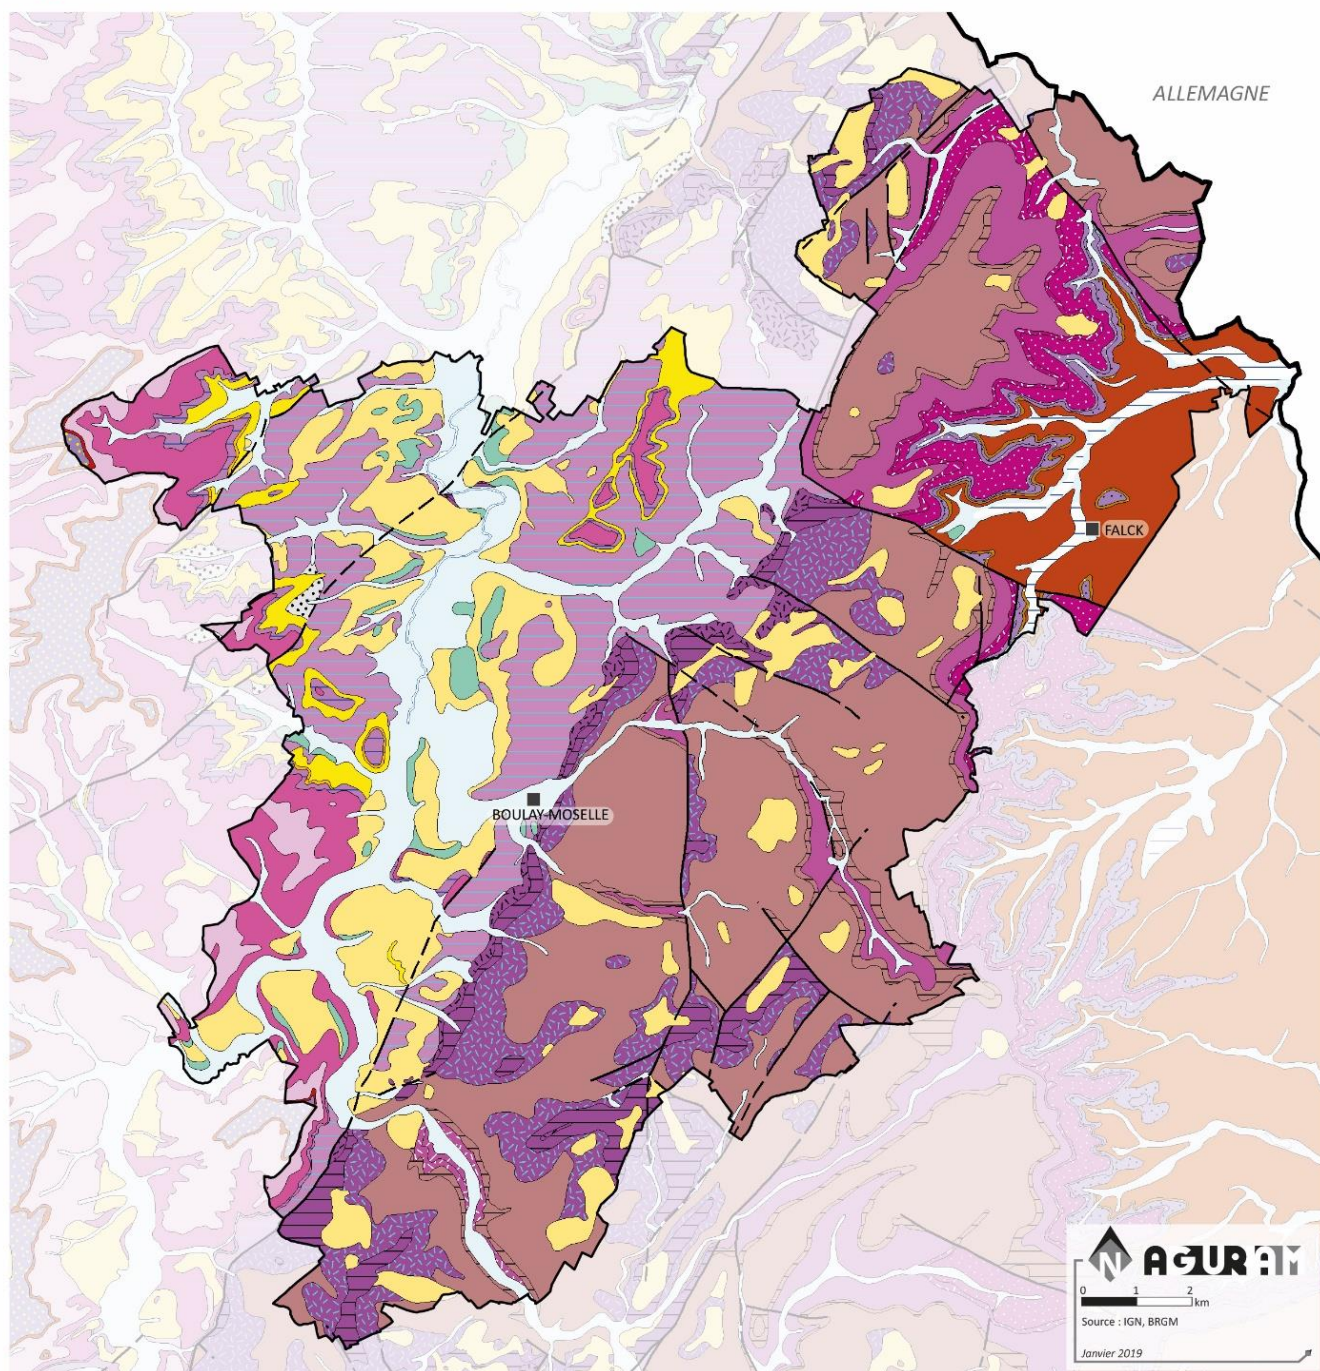 ALLEMAGNE
FALCK
BOULAY-MOSELLE
N AGURAM
0 1 2
km
Source : IGN, BRGM
Janvier 2019